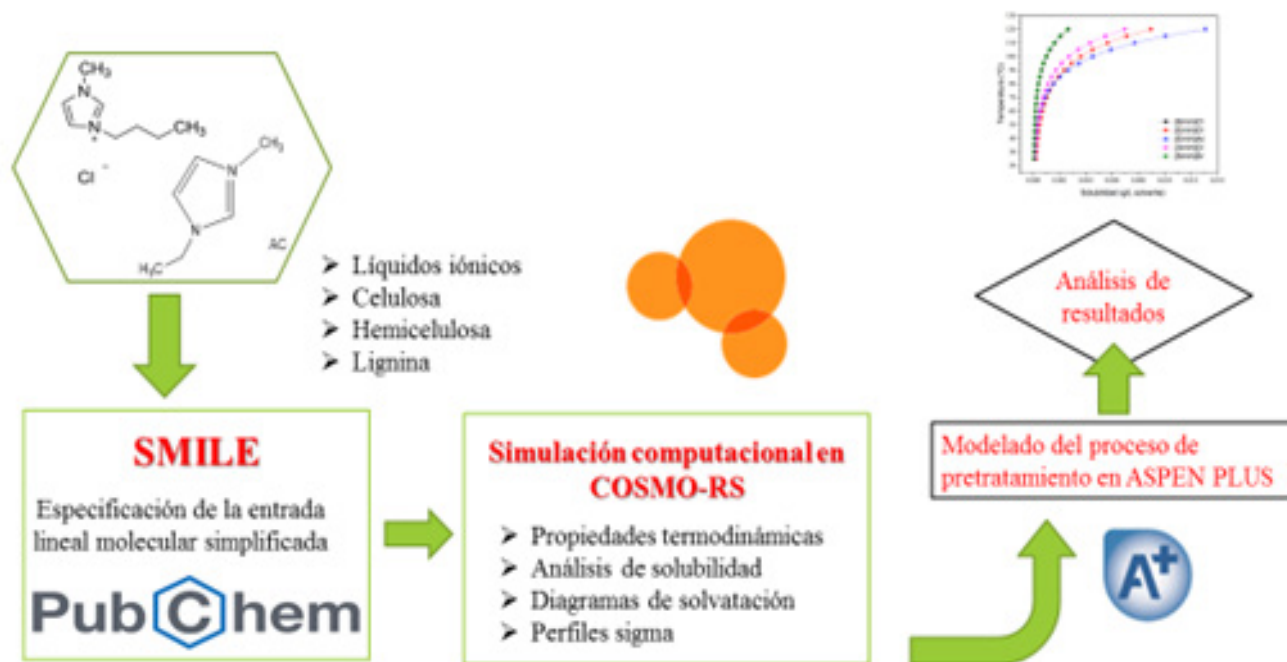 CH₃
N
N
+
CH₃
Cl⁻
CH₃
N
N
H₃C
AC
➢ Líquidos iónicos
➢ Celulosa
➢ Hemicelulosa
➢ Lignina
SMILE
Especificación de la entrada
lineal molecular simplificada
PubChem
Simulación computacional en
COSMO-RS
➢ Propiedades termodinámicas
➢ Análisis de solubilidad
➢ Diagramas de solvatación
➢ Perfiles sigma
Temperatura (°C)
Análisis de
resultados
Modelado del proceso de
pretratamiento en ASPEN PLUS
A+